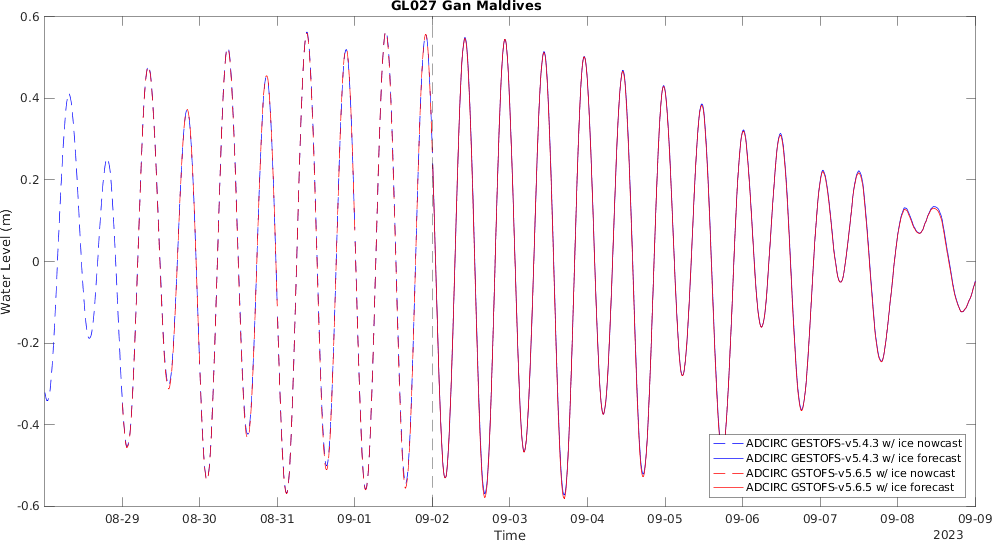 GL027 Gan Maldives
0.6
0.4
0.2
0
-0.2
-0.4
-0.6
Water Level (m)
ADCIRC GESTOFS-v5.4.3 w/ ice nowcast
ADCIRC GESTOFS-v5.4.3 w/ ice forecast
ADCIRC GSTOFS-v5.6.5 w/ ice nowcast
ADCIRC GSTOFS-v5.6.5 w/ ice forecast
08-29 08-30 08-31 09-01 09-02 09-03 09-04 09-05 09-06 09-07 09-08 09-09
Time
2023